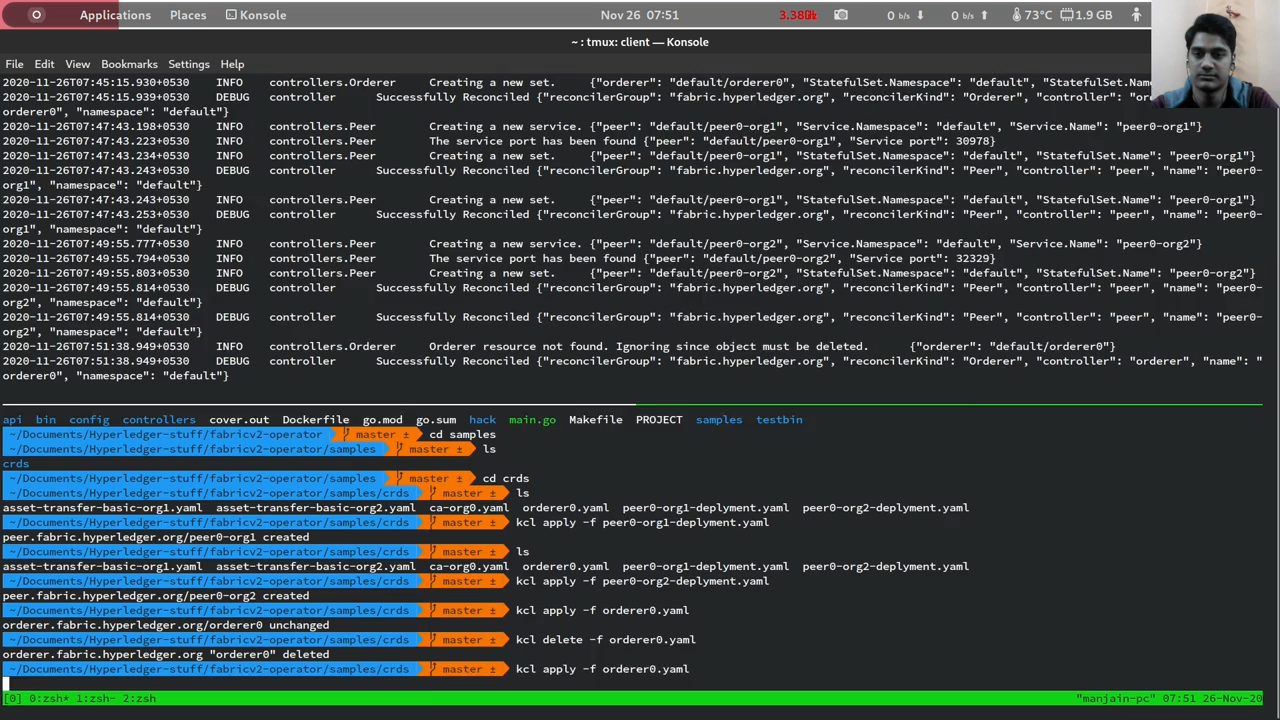 Applications Places Konsole Nov 26 07:51 73°C 1.9 GB
0 b/s 0 b/s
~ : tmux: client — Konsole
File Edit View Bookmarks Settings Help
2020-11-26T07:45:15.930+0530 INFO controllers.Orderer Creating a new set. {"orderer": "default/orderer0", "StatefulSet.Namespace": "default", "StatefulSet.Na
2020-11-26T07:45:15.939+0530 DEBUG controller Successfully Reconciled {"reconcilerGroup": "fabric.hyperledger.org", "reconcilerKind": "Orderer", "controller": "or
orderer0", "namespace": "default"}
2020-11-26T07:47:43.198+0530 INFO controllers.Peer Creating a new service. {"peer": "default/peer0-org1", "Service.Namespace": "default", "Service.Name": "peer0-org1"}
2020-11-26T07:47:43.223+0530 INFO controllers.Peer The service port has been found {"peer": "default/peer0-org1", "Service port": 30978}
2020-11-26T07:47:43.234+0530 INFO controllers.Peer Creating a new set. {"peer": "default/peer0-org1", "StatefulSet.Namespace": "default", "StatefulSet.Name": "peer0-org1"}
2020-11-26T07:47:43.243+0530 DEBUG controller Successfully Reconciled {"reconcilerGroup": "fabric.hyperledger.org", "reconcilerKind": "Peer", "controller": "peer", "name": "peer0-
org1", "namespace": "default"}
2020-11-26T07:47:43.243+0530 INFO controllers.Peer Creating a new set. {"peer": "default/peer0-org1", "StatefulSet.Namespace": "default", "StatefulSet.Name": "peer0-org1"}
2020-11-26T07:47:43.253+0530 DEBUG controller Successfully Reconciled {"reconcilerGroup": "fabric.hyperledger.org", "reconcilerKind": "Peer", "controller": "peer", "name": "peer0-
org1", "namespace": "default"}
2020-11-26T07:49:55.777+0530 INFO controllers.Peer Creating a new service. {"peer": "default/peer0-org2", "Service.Namespace": "default", "Service.Name": "peer0-org2"}
2020-11-26T07:49:55.794+0530 INFO controllers.Peer The service port has been found {"peer": "default/peer0-org2", "Service port": 32329}
2020-11-26T07:49:55.803+0530 INFO controllers.Peer Creating a new set. {"peer": "default/peer0-org2", "StatefulSet.Namespace": "default", "StatefulSet.Name": "peer0-org2"}
2020-11-26T07:49:55.814+0530 DEBUG controller Successfully Reconciled {"reconcilerGroup": "fabric.hyperledger.org", "reconcilerKind": "Peer", "controller": "peer", "name": "peer0-
org2", "namespace": "default"}
2020-11-26T07:49:55.814+0530 DEBUG controller Successfully Reconciled {"reconcilerGroup": "fabric.hyperledger.org", "reconcilerKind": "Peer", "controller": "peer", "name": "peer0-
org2", "namespace": "default"}
2020-11-26T07:51:38.949+0530 INFO controllers.Orderer Orderer resource not found. Ignoring since object must be deleted. {"orderer": "default/orderer0"}
2020-11-26T07:51:38.949+0530 DEBUG controller Successfully Reconciled {"reconcilerGroup": "fabric.hyperledger.org", "reconcilerKind": "Orderer", "controller": "orderer", "name": "
orderer0", "namespace": "default"}
api bin config controllers cover.out Dockerfile go.mod go.sum hack main.go Makefile PROJECT samples testbin
~/Documents/Hyperledger-stuff/fabricv2-operator master ± cd samples
~/Documents/Hyperledger-stuff/fabricv2-operator/samples master ± ls
crds
~/Documents/Hyperledger-stuff/fabricv2-operator/samples master ± cd crds
~/Documents/Hyperledger-stuff/fabricv2-operator/samples/crds master ± ls
asset-transfer-basic-org1.yaml asset-transfer-basic-org2.yaml ca-org0.yaml orderer0.yaml peer0-org1-deplyment.yaml peer0-org2-deplyment.yaml
~/Documents/Hyperledger-stuff/fabricv2-operator/samples/crds master ± kcl apply -f peer0-org1-deplyment.yaml
peer.fabric.hyperledger.org/peer0-org1 created
~/Documents/Hyperledger-stuff/fabricv2-operator/samples/crds master ± ls
asset-transfer-basic-org1.yaml asset-transfer-basic-org2.yaml ca-org0.yaml orderer0.yaml peer0-org1-deplyment.yaml peer0-org2-deplyment.yaml
~/Documents/Hyperledger-stuff/fabricv2-operator/samples/crds master ± kcl apply -f peer0-org2-deplyment.yaml
peer.fabric.hyperledger.org/peer0-org2 created
~/Documents/Hyperledger-stuff/fabricv2-operator/samples/crds master ± kcl apply -f orderer0.yaml
orderer.fabric.hyperledger.org/orderer0 unchanged
~/Documents/Hyperledger-stuff/fabricv2-operator/samples/crds master ± kcl delete -f orderer0.yaml
orderer.fabric.hyperledger.org "orderer0" deleted
~/Documents/Hyperledger-stuff/fabricv2-operator/samples/crds master ± kcl apply -f orderer0.yaml
[0] 0:zsh* 1:zsh- 2:zsh "manjain-pc" 07:51 26-Nov-20